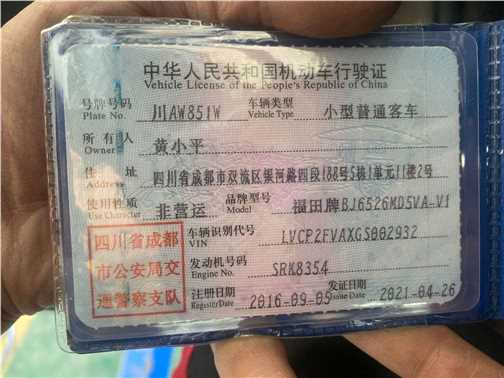 中华人民共和国机动车行驶证
Vehicle License of the People's Republic of China
号牌号码 Plate No. 川AW851W 车辆类型 Vehicle Type 小型普通客车
所有人 Owner 黄小平
住址 Address 四川省成都市双流区银河路四段188号5栋1单元11楼2号
使用性质 Use Character 非营运 品牌型号 Model 福田牌BJ6526MD5VA-V1
四川省成都
市公安局交
通警察支队
车辆识别代号 VIN LVCP2FVAXGS002932
发动机号码 Engine No. SRK8354
注册日期 Register Date 2016-09-09 发证日期 Issue Date 2021-04-26